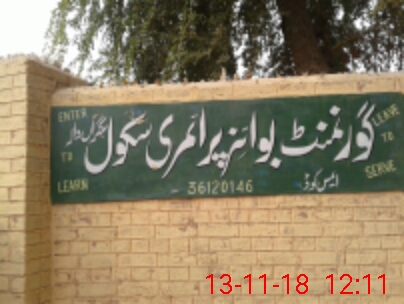 ENTER TO LEARN
گورنمنٹ بوائز پرائمری سکول
LEAVE TO SERVE
ایس کوڈ 36120146
13-11-18 12:11